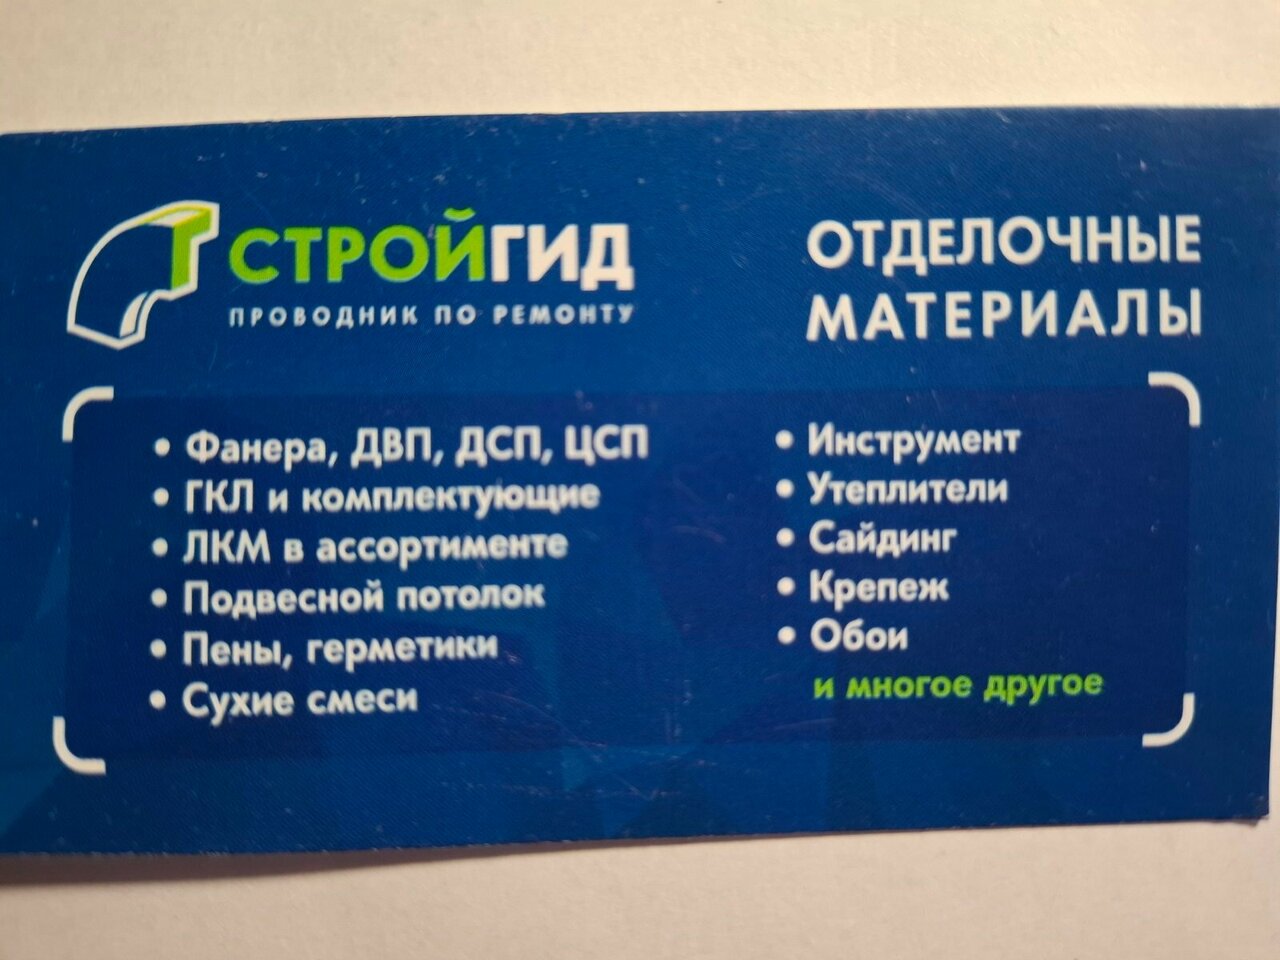 СТРОЙГИД
ПРОВОДНИК ПО РЕМОНТУ
ОТДЕЛОЧНЫЕ
МАТЕРИАЛЫ
• Фанера, ДВП, ДСП, ЦСП
• ГКЛ и комплектующие
• ЛКМ в ассортименте
• Подвесной потолок
• Пены, герметики
• Сухие смеси
• Инструмент
• Утеплители
• Сайдинг
• Крепеж
• Обои
и многое другое